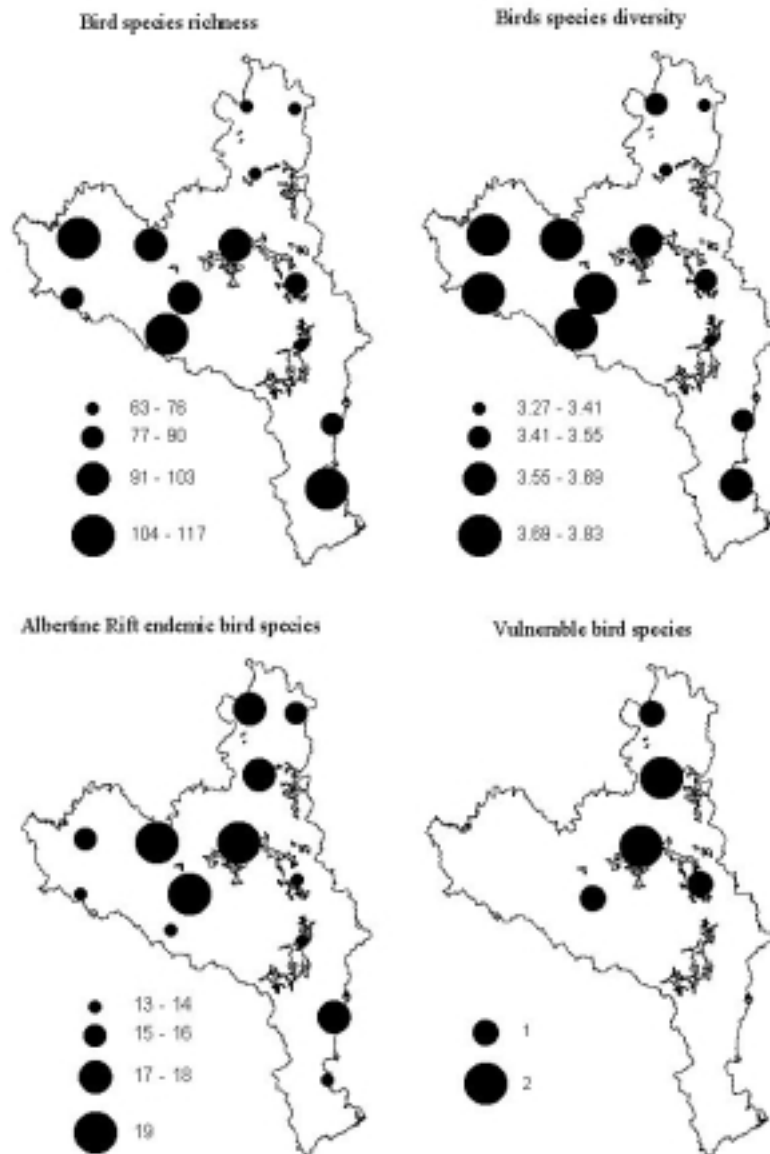 Bird species richness
63 - 76
77 - 90
91 - 103
104 - 117
Birds species diversity
3.27 - 3.41
3.41 - 3.55
3.55 - 3.69
3.69 - 3.83
Albertine Rift endemic bird species
13 - 14
15 - 16
17 - 18
19
Vulnerable bird species
1
2